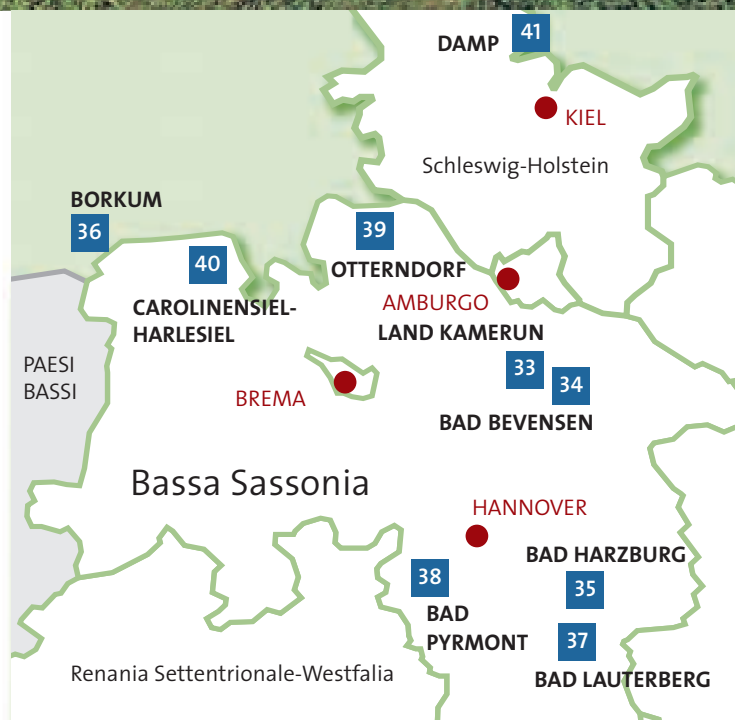 DAMP
41
KIEL
Schleswig-Holstein
BORKUM
36
39
40
OTTERNDORF
AMBURGO
CAROLINENSIEL-
HARLESIEL
LAND KAMERUN
33
34
PAESI
BASSI
BREMA
BAD BEVENSEN
Bassa Sassonia
HANNOVER
BAD HARZBURG
38
35
BAD
PYRMONT
37
Renania Settentrionale-Westfalia
BAD LAUTERBERG